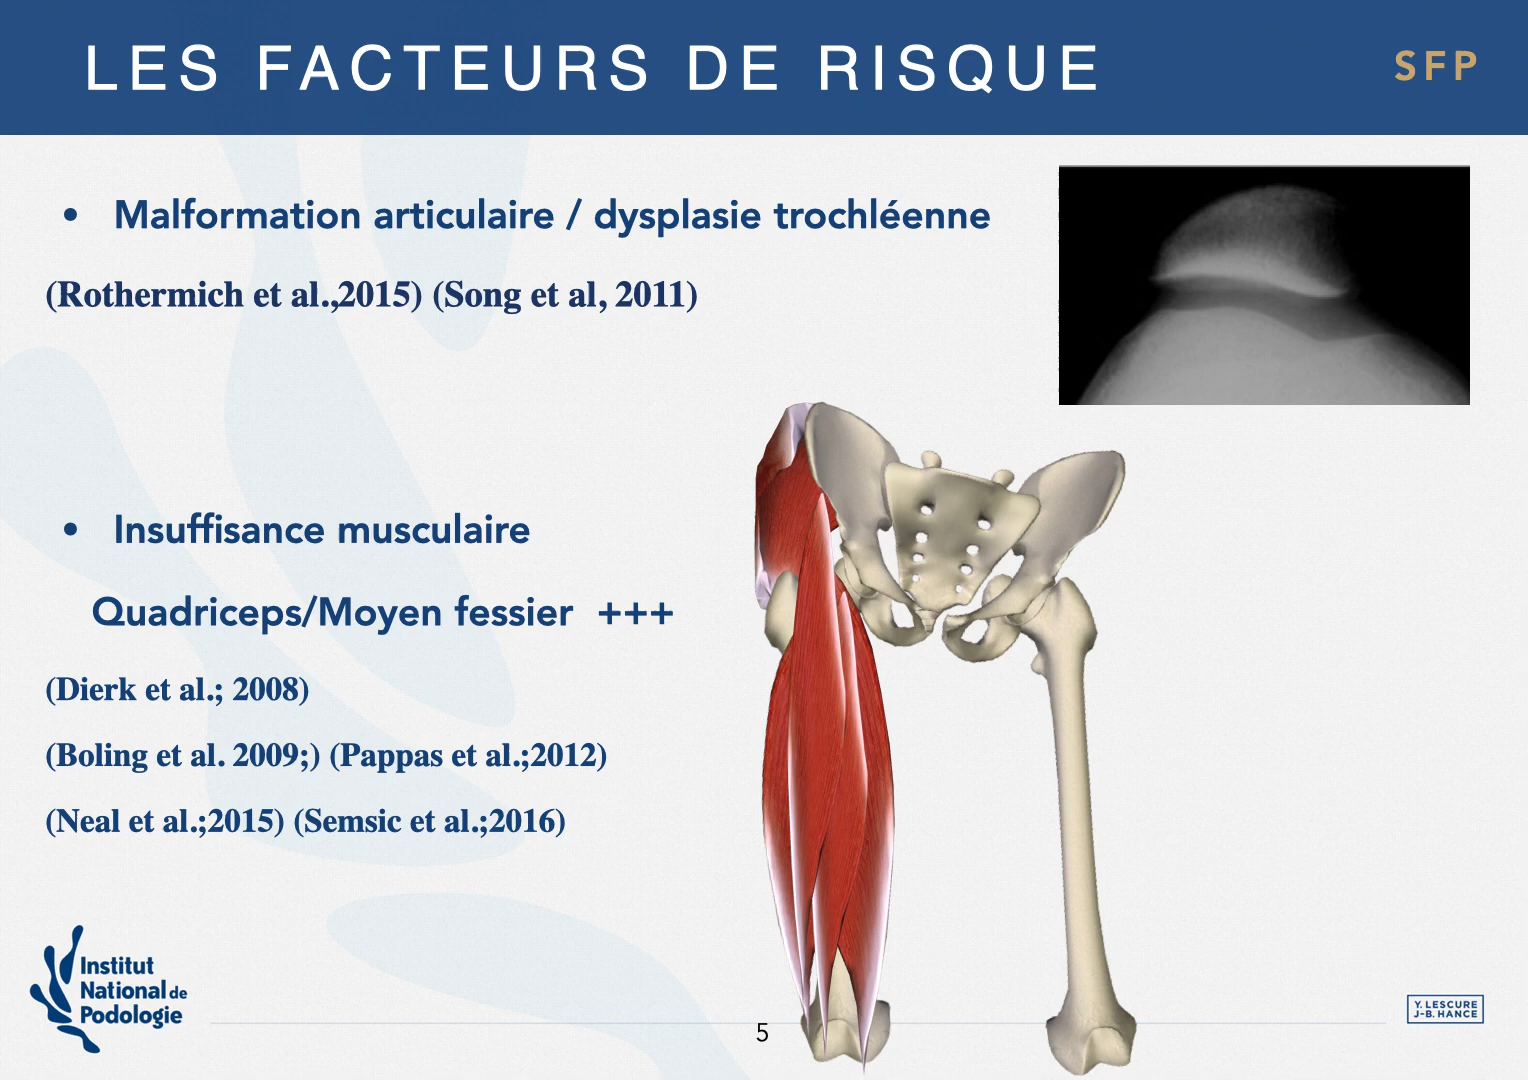 LES FACTEURS DE RISQUE
SFP
• Malformation articulaire / dysplasie trochléenne
(Rothermich et al.,2015) (Song et al, 2011)
• Insuffisance musculaire
Quadriceps/Moyen fessier +++
(Dierk et al.; 2008)
(Boling et al. 2009;) (Pappas et al.;2012)
(Neal et al.;2015) (Semsic et al.;2016)
Institut
National de
Podologie
5
Y. LESCURE
J-B. HANCE